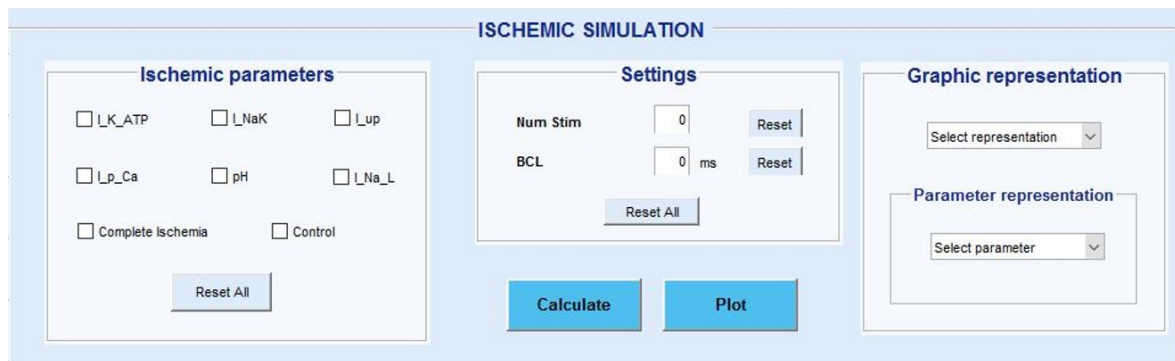 ISCHEMIC SIMULATION
Ischemic parameters
I_K_ATP
I_NaK
I_up
I_p_Ca
pH
I_Na_L
Complete Ischemia
Control
Reset All
Settings
Num Stim 0 Reset
BCL 0 ms Reset
Reset All
Calculate
Plot
Graphic representation
Select representation
Parameter representation
Select parameter